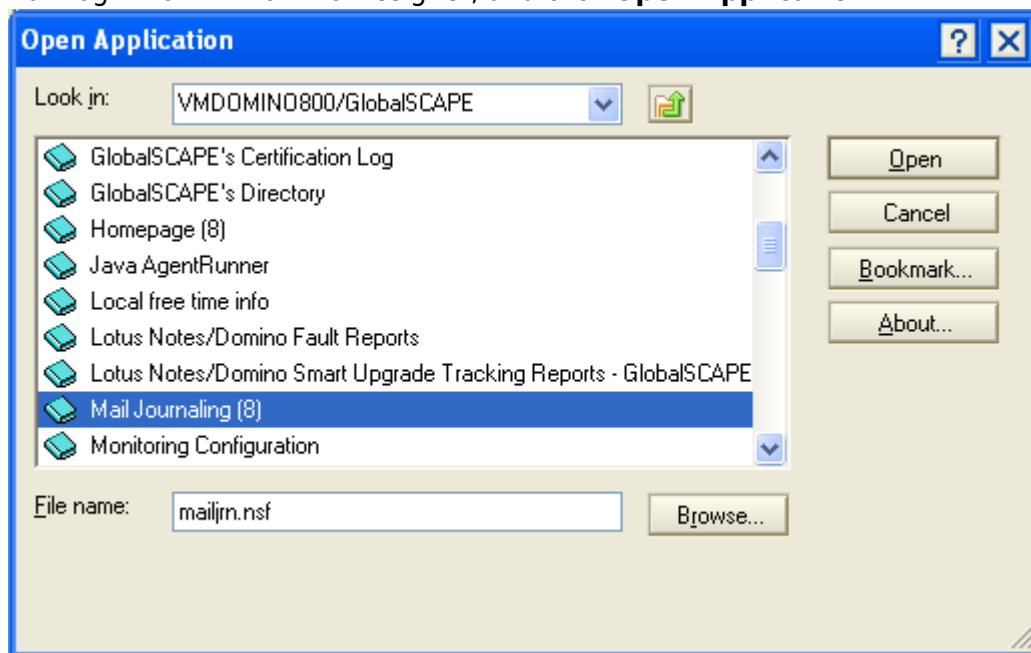 Open Application
Look in:
VMDOMINO800/GlobalSCAPE
GlobalSCAPE's Certification Log
GlobalSCAPE's Directory
Homepage (8)
Java AgentRunner
Local free time info
Lotus Notes/Domino Fault Reports
Lotus Notes/Domino Smart Upgrade Tracking Reports - GlobalSCAPE
Mail Journaling (8)
Monitoring Configuration
Open
Cancel
Bookmark...
About...
File name:
mailjrn.nsf
Browse...